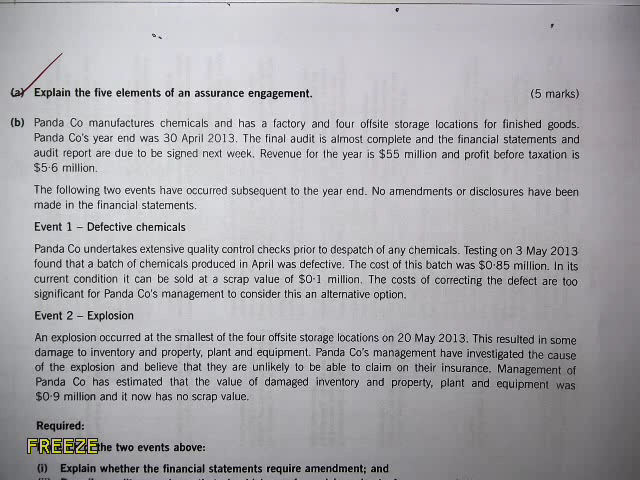 (a) Explain the five elements of an assurance engagement. (5 marks)
(b) Panda Co manufactures chemicals and has a factory and four offsite storage locations for finished goods.
Panda Co's year end was 30 April 2013. The final audit is almost complete and the financial statements and
audit report are due to be signed next week. Revenue for the year is $55 million and profit before taxation is
$5·6 million.
The following two events have occurred subsequent to the year end. No amendments or disclosures have been
made in the financial statements.
Event 1 – Defective chemicals
Panda Co undertakes extensive quality control checks prior to despatch of any chemicals. Testing on 3 May 2013
found that a batch of chemicals produced in April was defective. The cost of this batch was $0·85 million. In its
current condition it can be sold at a scrap value of $0·1 million. The costs of correcting the defect are too
significant for Panda Co's management to consider this an alternative option.
Event 2 – Explosion
An explosion occurred at the smallest of the four offsite storage locations on 20 May 2013. This resulted in some
damage to inventory and property, plant and equipment. Panda Co's management have investigated the cause
of the explosion and believe that they are unlikely to be able to claim on their insurance. Management of
Panda Co has estimated that the value of damaged inventory and property, plant and equipment was
$0·9 million and it now has no scrap value.
Required:
FREEZE the two events above:
(i) Explain whether the financial statements require amendment; and